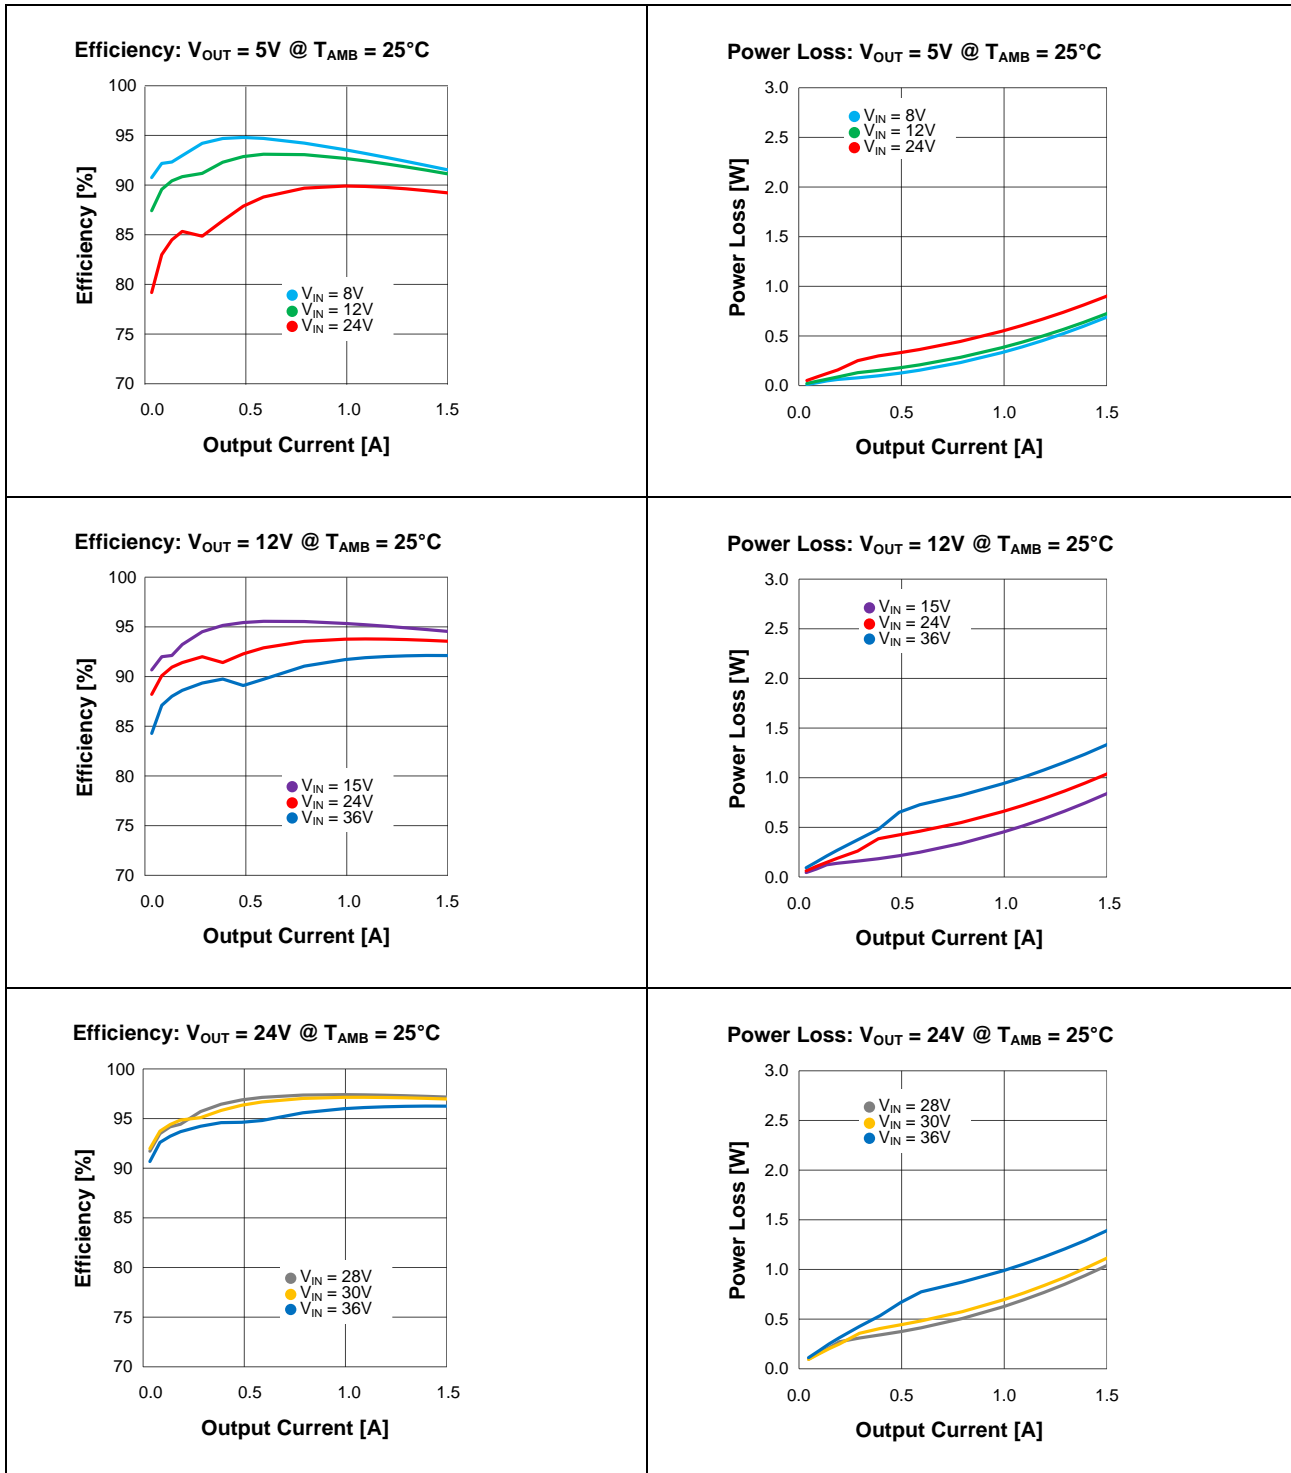 Efficiency: VOUT = 5V @ TAMB = 25°C
100
95
90
85
80
75
70
Efficiency [%]
VIN = 8V
VIN = 12V
VIN = 24V
0.0 0.5 1.0 1.5
Output Current [A]
Power Loss: VOUT = 5V @ TAMB = 25°C
3.0
2.5
2.0
1.5
1.0
0.5
0.0
Power Loss [W]
VIN = 8V
VIN = 12V
VIN = 24V
0.0 0.5 1.0 1.5
Output Current [A]
Efficiency: VOUT = 12V @ TAMB = 25°C
100
95
90
85
80
75
70
Efficiency [%]
VIN = 15V
VIN = 24V
VIN = 36V
0.0 0.5 1.0 1.5
Output Current [A]
Power Loss: VOUT = 12V @ TAMB = 25°C
3.0
2.5
2.0
1.5
1.0
0.5
0.0
Power Loss [W]
VIN = 15V
VIN = 24V
VIN = 36V
0.0 0.5 1.0 1.5
Output Current [A]
Efficiency: VOUT = 24V @ TAMB = 25°C
100
95
90
85
80
75
70
Efficiency [%]
VIN = 28V
VIN = 30V
VIN = 36V
0.0 0.5 1.0 1.5
Output Current [A]
Power Loss: VOUT = 24V @ TAMB = 25°C
3.0
2.5
2.0
1.5
1.0
0.5
0.0
Power Loss [W]
VIN = 28V
VIN = 30V
VIN = 36V
0.0 0.5 1.0 1.5
Output Current [A]